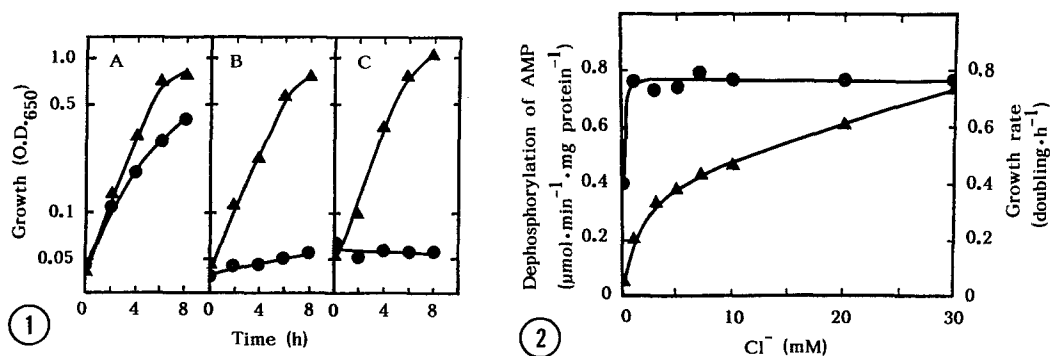 A B C
1.0
0.5
0.1
0.05
Growth (O.D.650)
0 4 8 0 4 8 0 4 8
Time (h)
1
Dephosphorylation of AMP
(μmol·min⁻¹·mg protein⁻¹)
0.8
0.6
0.4
0.2
0
0.8
0.6
0.4
0.2
0
Growth rate
(doubling·h⁻¹)
0 10 20 30
Cl⁻ (mM)
2